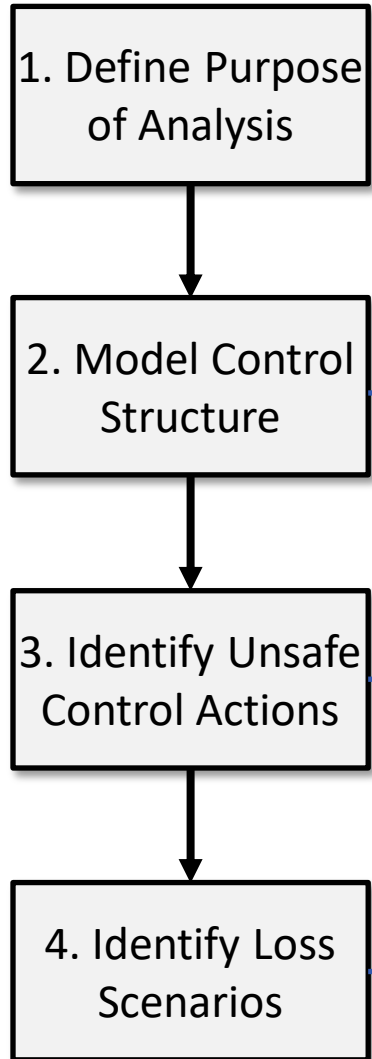 1. Define Purpose
of Analysis
2. Model Control
Structure
3. Identify Unsafe
Control Actions
4. Identify Loss
Scenarios